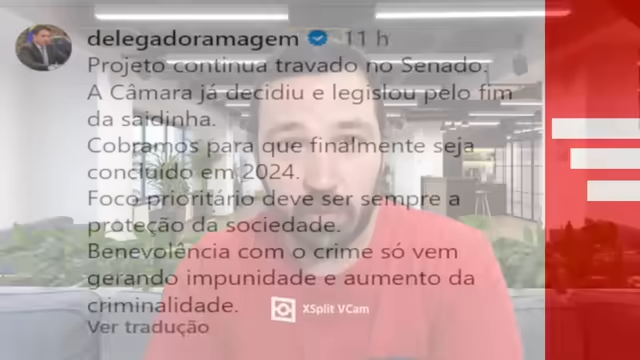 delegadoramagem 11 h
Projeto continua travado no Senado.
A Câmara já decidiu e legislou pelo fim
da saidinha.
Cobramos para que finalmente seja
concluído em 2024.
Foco prioritário deve ser sempre a
proteção da sociedade.
Benevolência com o crime só vem
gerando impunidade e aumento da
criminalidade.
Ver tradução
XSplit VCam